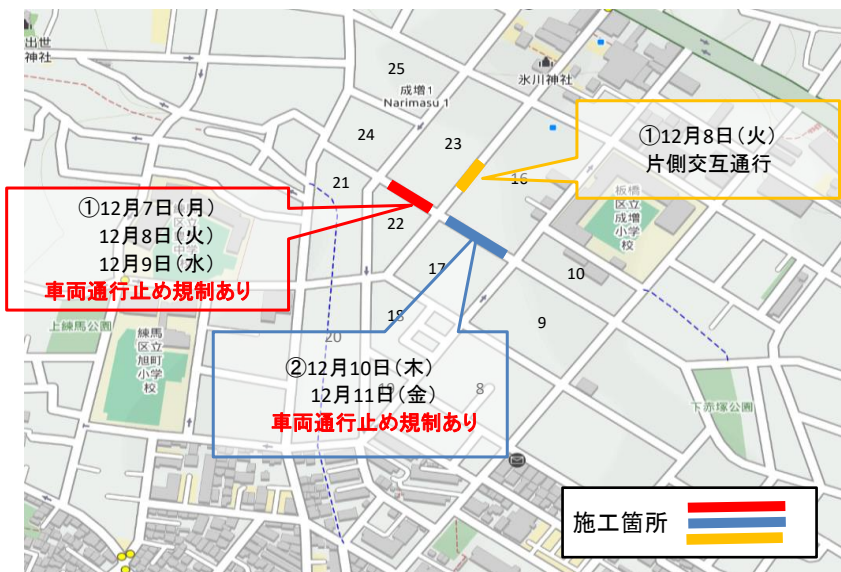 出世
神社
25
成増1
Narimasu 1
氷川神社
24
23
①12月8日(火)
片側交互通行
16
21
22
板橋
区立
成増
小学
校
①12月7日(月)
12月8日(火)
12月9日(水)
車両通行止め規制あり
17
10
18
9
上練馬公園
練馬
区立
旭町
小学
校
20
②12月10日(木)
12月11日(金)
車両通行止め規制あり
19
8
下赤塚公園
施工箇所